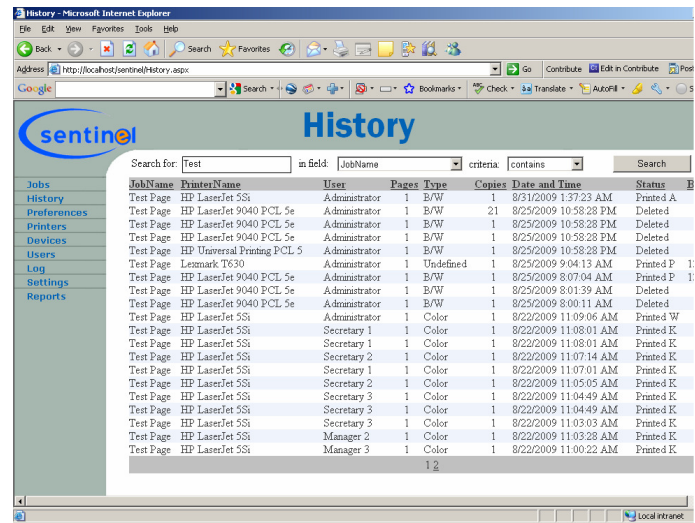 History - Microsoft Internet Explorer
File Edit View Favorites Tools Help
Back Search Favorites
Address http://localhost/sentinel/History.aspx Go Contribute Edit in Contribute Post
Google Search Bookmarks Check Translate AutoFill S
sentinel
History
Search for: Test in field: JobName criteria: contains Search
Jobs
History
Preferences
Printers
Devices
Users
Log
Settings
Reports
JobName PrinterName User Pages Type Copies Date and Time Status B
Test Page HP LaserJet 5Si Administrator 1 B/W 1 8/31/2009 1:37:23 AM Printed A
Test Page HP LaserJet 9040 PCL 5e Administrator 1 B/W 21 8/25/2009 10:58:28 PM Deleted
Test Page HP LaserJet 9040 PCL 5e Administrator 1 B/W 1 8/25/2009 10:58:28 PM Deleted
Test Page HP LaserJet 9040 PCL 5e Administrator 1 B/W 1 8/25/2009 10:58:28 PM Deleted
Test Page HP Universal Printing PCL 5 Administrator 1 B/W 1 8/25/2009 10:58:28 PM Deleted
Test Page Lexmark T630 Administrator 1 Undefined 1 8/25/2009 9:04:13 AM Printed P 1
Test Page HP LaserJet 9040 PCL 5e Administrator 1 B/W 1 8/25/2009 8:07:04 AM Printed P 1
Test Page HP LaserJet 9040 PCL 5e Administrator 1 B/W 1 8/25/2009 8:01:39 AM Deleted
Test Page HP LaserJet 9040 PCL 5e Administrator 1 B/W 1 8/25/2009 8:00:11 AM Deleted
Test Page HP LaserJet 5Si Administrator 1 Color 1 8/22/2009 11:09:06 AM Printed W
Test Page HP LaserJet 5Si Secretary 1 1 Color 1 8/22/2009 11:08:01 AM Printed K
Test Page HP LaserJet 5Si Secretary 1 1 Color 1 8/22/2009 11:08:01 AM Printed K
Test Page HP LaserJet 5Si Secretary 2 1 Color 1 8/22/2009 11:07:14 AM Printed K
Test Page HP LaserJet 5Si Secretary 1 1 Color 1 8/22/2009 11:07:01 AM Printed K
Test Page HP LaserJet 5Si Secretary 2 1 Color 1 8/22/2009 11:05:05 AM Printed K
Test Page HP LaserJet 5Si Secretary 3 1 Color 1 8/22/2009 11:04:49 AM Printed K
Test Page HP LaserJet 5Si Secretary 3 1 Color 1 8/22/2009 11:04:49 AM Printed K
Test Page HP LaserJet 5Si Secretary 3 1 Color 1 8/22/2009 11:03:03 AM Printed K
Test Page HP LaserJet 5Si Manager 2 1 Color 1 8/22/2009 11:03:28 AM Printed K
Test Page HP LaserJet 5Si Manager 3 1 Color 1 8/22/2009 11:00:22 AM Printed K
1 2
Local intranet